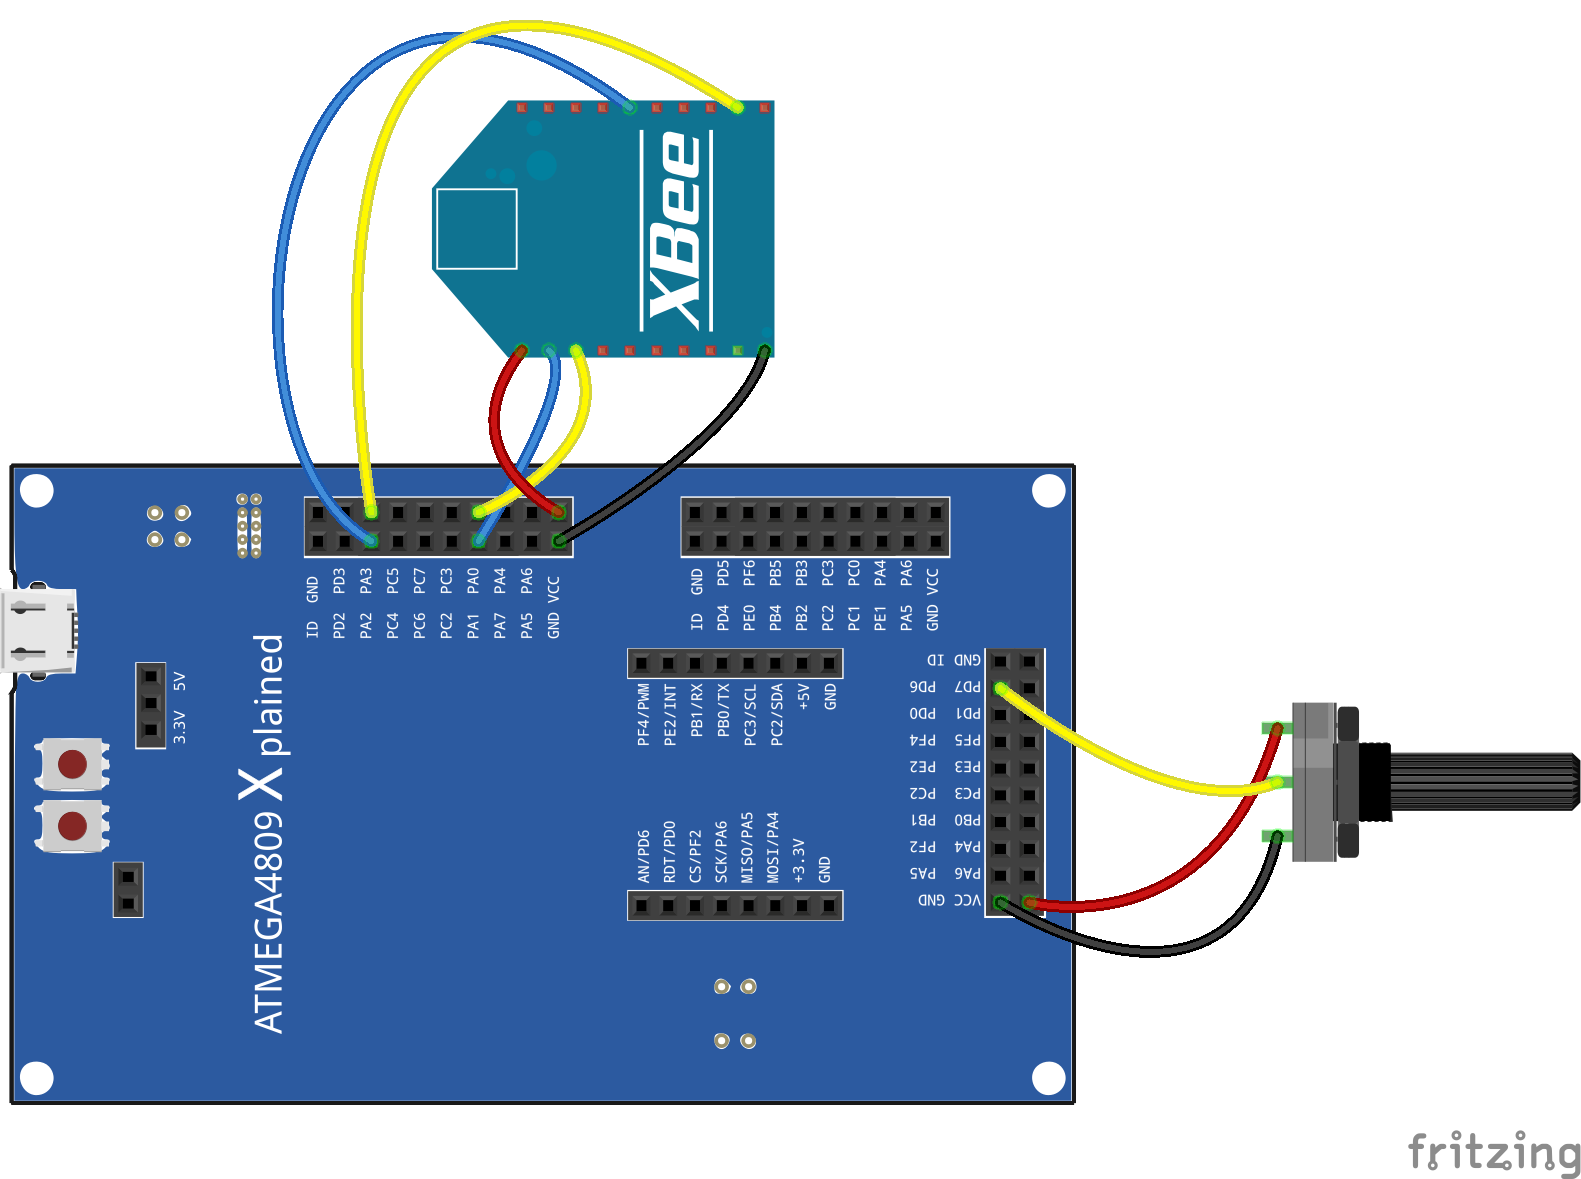 XBee
GND PD3 PA3 PC5 PC7 PC3 PA0 PA4 PA6 VCC
ID PD2 PA2 PC4 PC6 PC2 PA1 PA7 PA5 GND
GND PD5 PF6 PB5 PB3 PC3 PC0 PA4 PA6 VCC
ID PD4 PE0 PB4 PB2 PC2 PC1 PE1 PA5 GND
5V
3.3V
ATMEGA4809 X plained
PF4/PWM
PE2/INT
PB1/RX
PB0/TX
PC3/SCL
PC2/SDA
+5V
GND
AN/PD6
RDT/PD0
CS/PF2
SCK/PA6
MISO/PA5
MOSI/PA4
+3.3V
GND
ID GND
PD6 PD7
PD0 PD1
PF4 PF5
PE2 PE3
PC2 PC3
PB1 PB0
PF2 PA4
PA5 PA6
GND VCC
fritzing